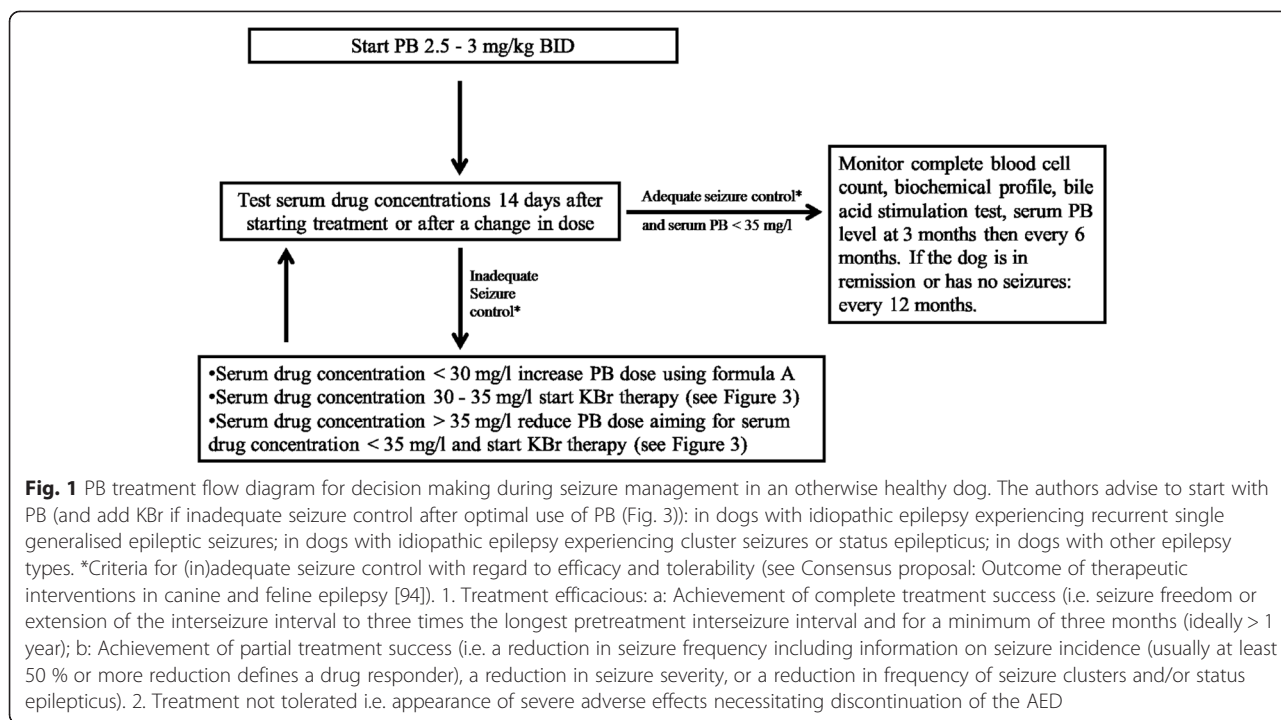 Start PB 2.5 - 3 mg/kg BID
Test serum drug concentrations 14 days after
starting treatment or after a change in dose
Adequate seizure control*
and serum PB < 35 mg/l
Monitor complete blood cell
count, biochemical profile, bile
acid stimulation test, serum PB
level at 3 months then every 6
months. If the dog is in
remission or has no seizures:
every 12 months.
Inadequate
Seizure
control*
•Serum drug concentration < 30 mg/l increase PB dose using formula A
•Serum drug concentration 30 - 35 mg/l start KBr therapy (see Figure 3)
•Serum drug concentration > 35 mg/l reduce PB dose aiming for serum
drug concentration < 35 mg/l and start KBr therapy (see Figure 3)
Fig. 1 PB treatment flow diagram for decision making during seizure management in an otherwise healthy dog. The authors advise to start with
PB (and add KBr if inadequate seizure control after optimal use of PB (Fig. 3)): in dogs with idiopathic epilepsy experiencing recurrent single
generalised epileptic seizures; in dogs with idiopathic epilepsy experiencing cluster seizures or status epilepticus; in dogs with other epilepsy
types. *Criteria for (in)adequate seizure control with regard to efficacy and tolerability (see Consensus proposal: Outcome of therapeutic
interventions in canine and feline epilepsy [94]). 1. Treatment efficacious: a: Achievement of complete treatment success (i.e. seizure freedom or
extension of the interseizure interval to three times the longest pretreatment interseizure interval and for a minimum of three months (ideally > 1
year); b: Achievement of partial treatment success (i.e. a reduction in seizure frequency including information on seizure incidence (usually at least
50 % or more reduction defines a drug responder), a reduction in seizure severity, or a reduction in frequency of seizure clusters and/or status
epilepticus). 2. Treatment not tolerated i.e. appearance of severe adverse effects necessitating discontinuation of the AED